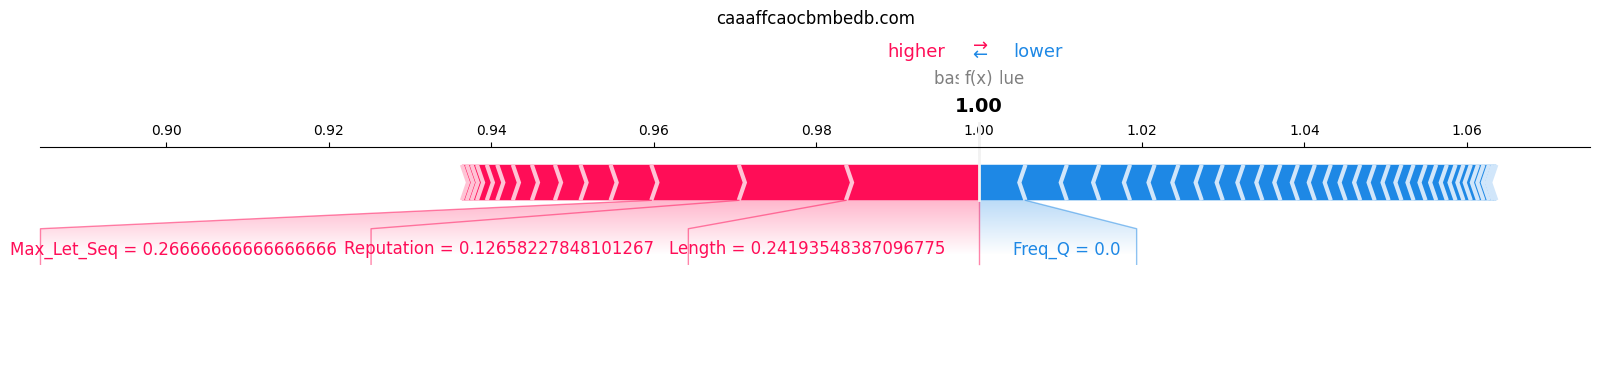 caaaffcaocbmbedb.com
higher ⇄ lower
f(x)
1.00
0.90 0.92 0.94 0.96 0.98 1.00 1.02 1.04 1.06
Max_Let_Seq = 0.26666666666666666 Reputation = 0.12658227848101267 Length = 0.24193548387096775 Freq_Q = 0.0